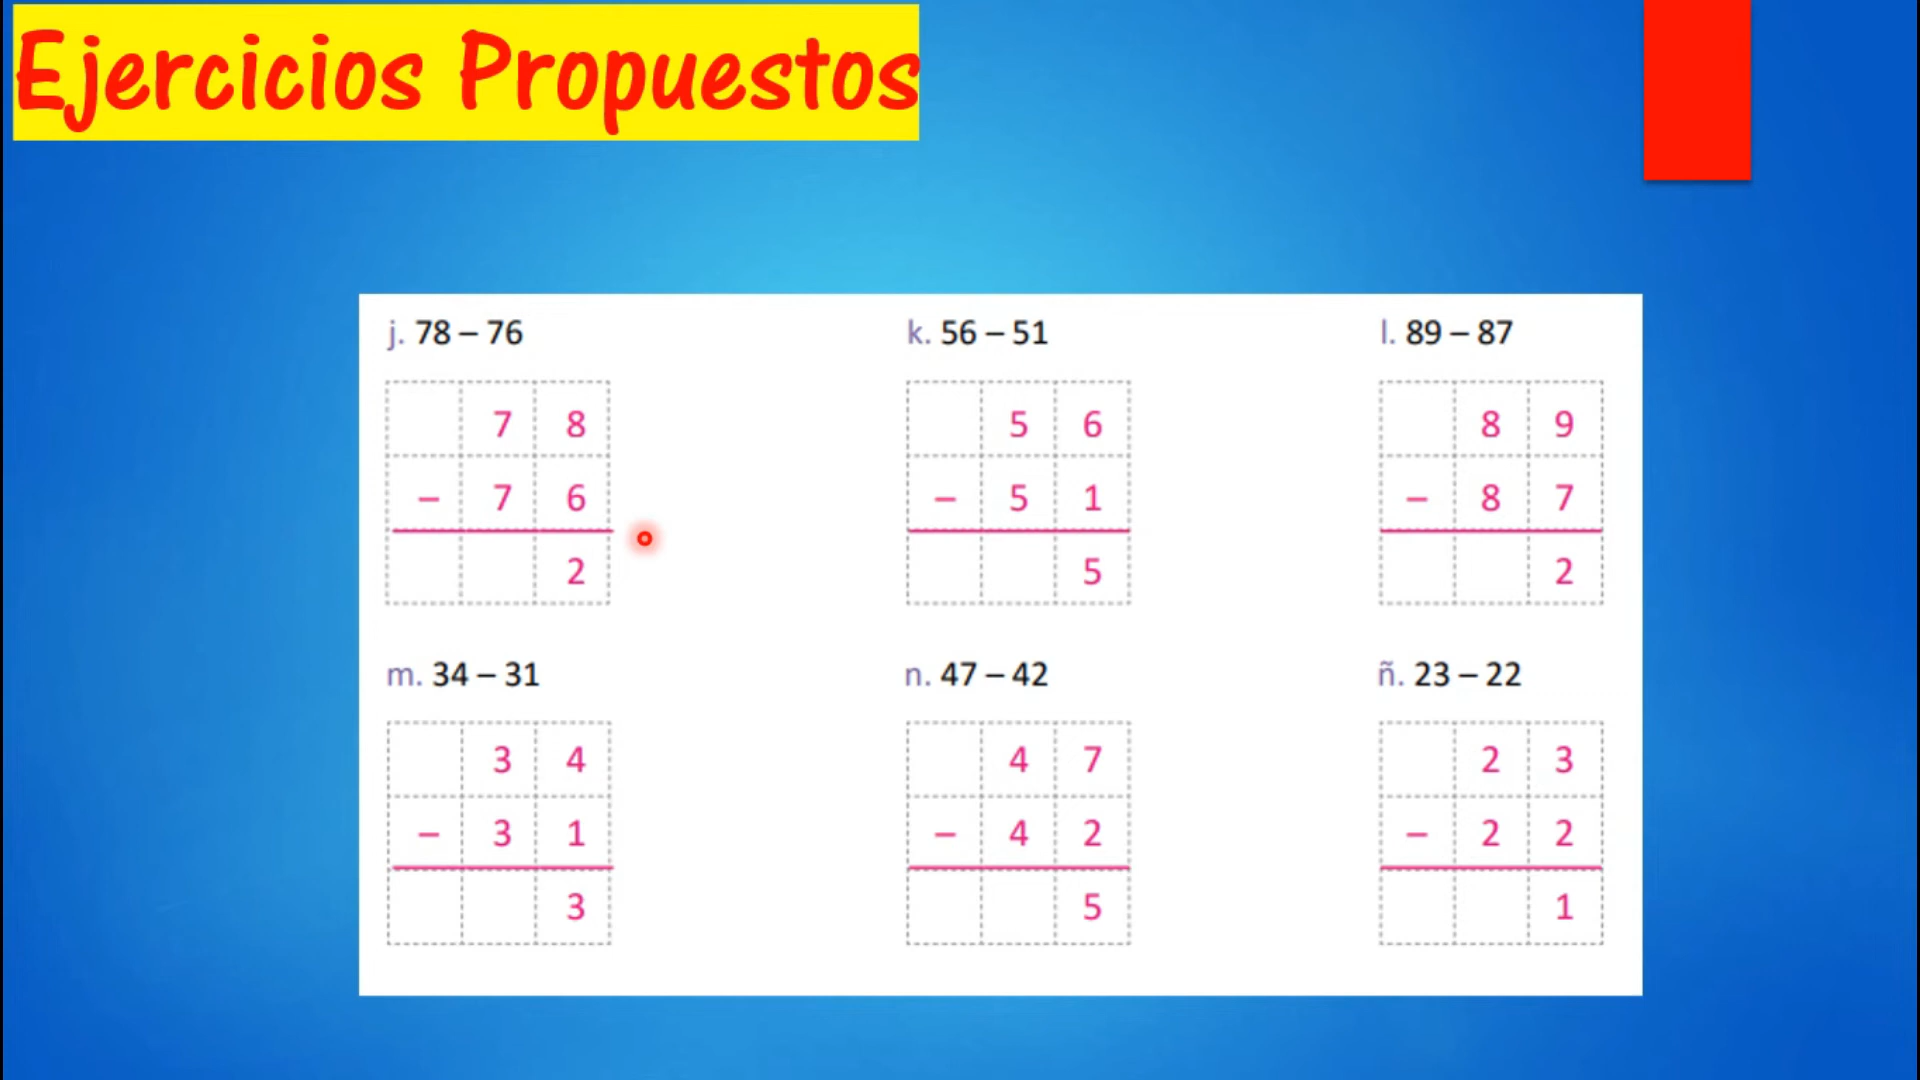 Ejercicios Propuestos
j. 78 – 76
k. 56 – 51
l. 89 – 87
7 8
5 6
8 9
– 7 6
– 5 1
– 8 7
2
5
2
m. 34 – 31
n. 47 – 42
ñ. 23 – 22
3 4
4 7
2 3
– 3 1
– 4 2
– 2 2
3
5
1